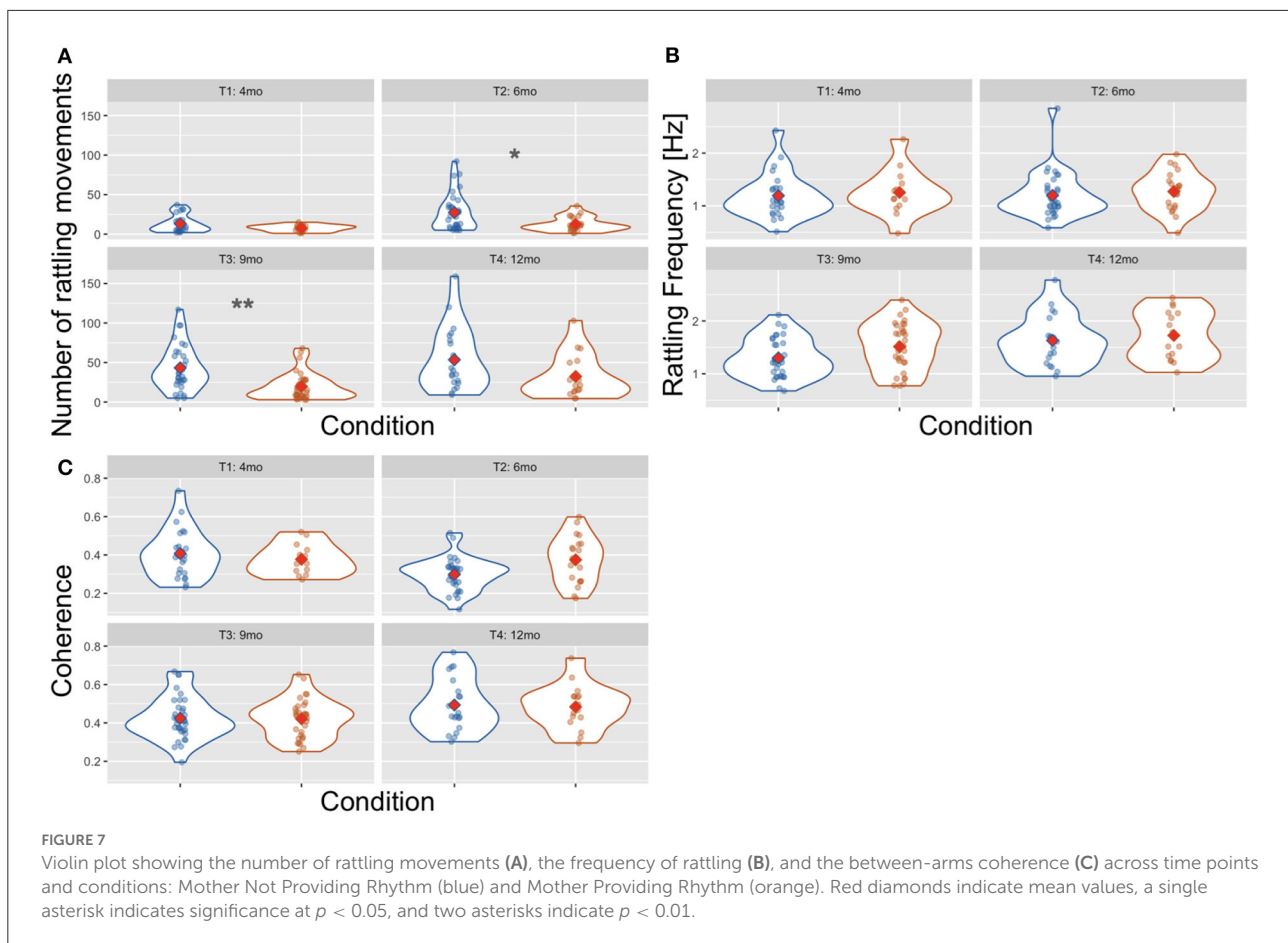 A
Number of rattling movements
T1: 4mo
T2: 6mo
150
100
50
0
*
T3: 9mo
T4: 12mo
150
100
50
0
**
Condition
B
Rattling Frequency [Hz]
T1: 4mo
T2: 6mo
2
1
T3: 9mo
T4: 12mo
2
1
Condition
C
Coherence
T1: 4mo
T2: 6mo
0.8
0.6
0.4
0.2
T3: 9mo
T4: 12mo
0.8
0.6
0.4
0.2
Condition
FIGURE 7
Violin plot showing the number of rattling movements (A), the frequency of rattling (B), and the between-arms coherence (C) across time points
and conditions: Mother Not Providing Rhythm (blue) and Mother Providing Rhythm (orange). Red diamonds indicate mean values, a single
asterisk indicates significance at p < 0.05, and two asterisks indicate p < 0.01.